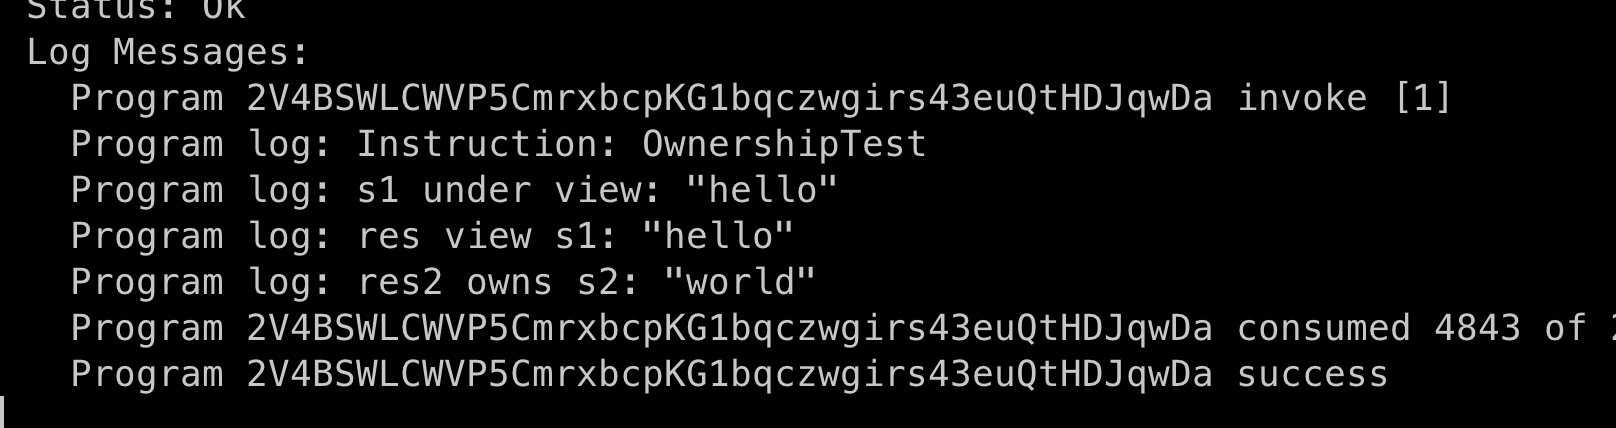 Status: Ok
Log Messages:
Program 2V4BSWLCWVP5CmrxbcpKG1bqczwgirs43euQtHDJqwDa invoke [1]
Program log: Instruction: OwnershipTest
Program log: s1 under view: "hello"
Program log: res view s1: "hello"
Program log: res2 owns s2: "world"
Program 2V4BSWLCWVP5CmrxbcpKG1bqczwgirs43euQtHDJqwDa consumed 4843 of
Program 2V4BSWLCWVP5CmrxbcpKG1bqczwgirs43euQtHDJqwDa success